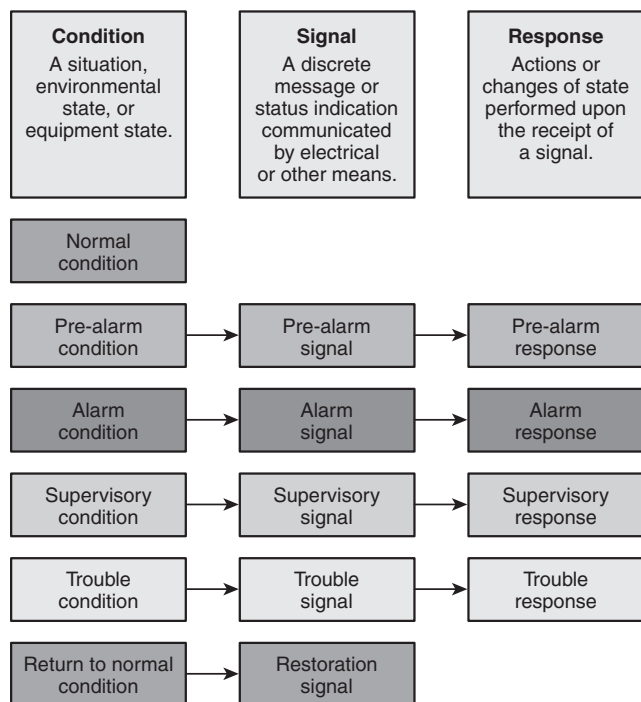 Condition
A situation,
environmental
state, or
equipment state.
Signal
A discrete
message or
status indication
communicated
by electrical
or other means.
Response
Actions or
changes of state
performed upon
the receipt of
a signal.
Normal
condition
Pre-alarm
condition
Pre-alarm
signal
Pre-alarm
response
Alarm
condition
Alarm
signal
Alarm
response
Supervisory
condition
Supervisory
signal
Supervisory
response
Trouble
condition
Trouble
signal
Trouble
response
Return to normal
condition
Restoration
signal